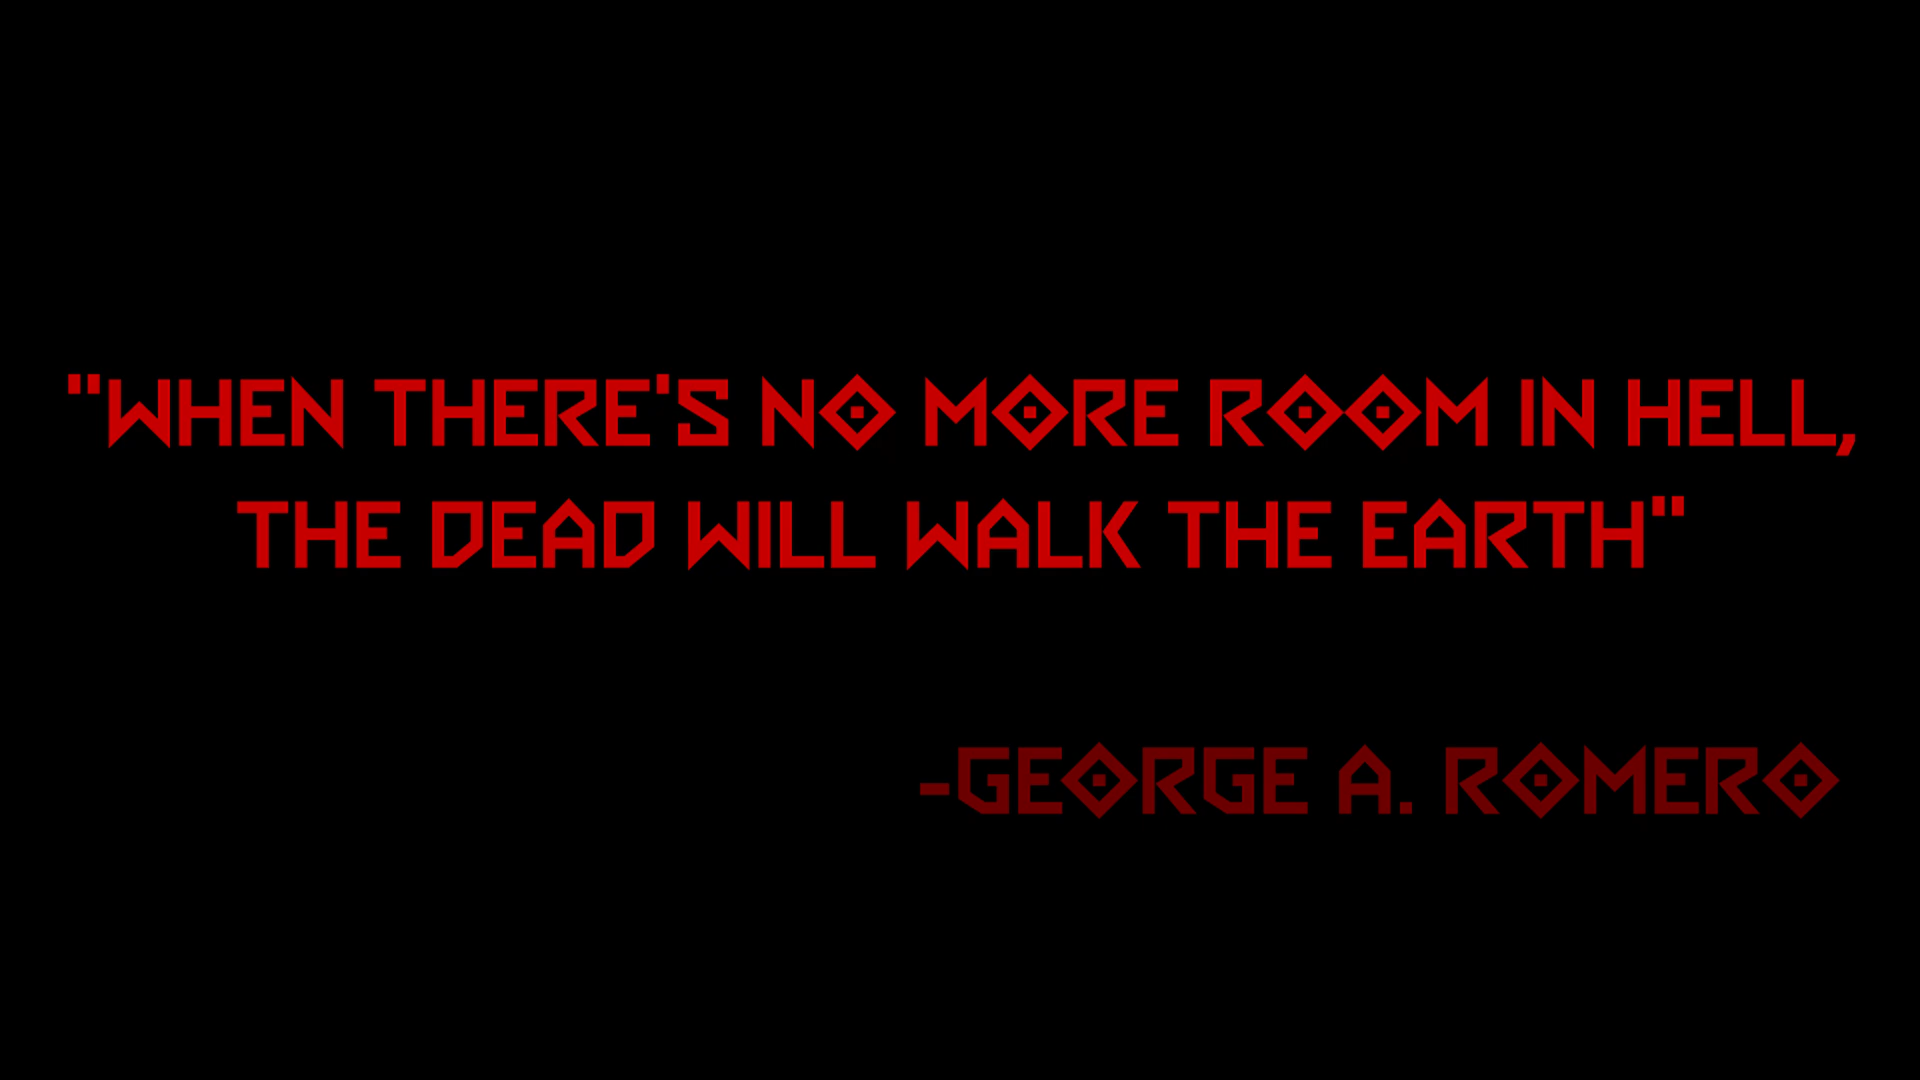 "WHEN THERE'S NO MORE ROOM IN HELL,
THE DEAD WILL WALK THE EARTH"
-GEORGE A. ROMERO